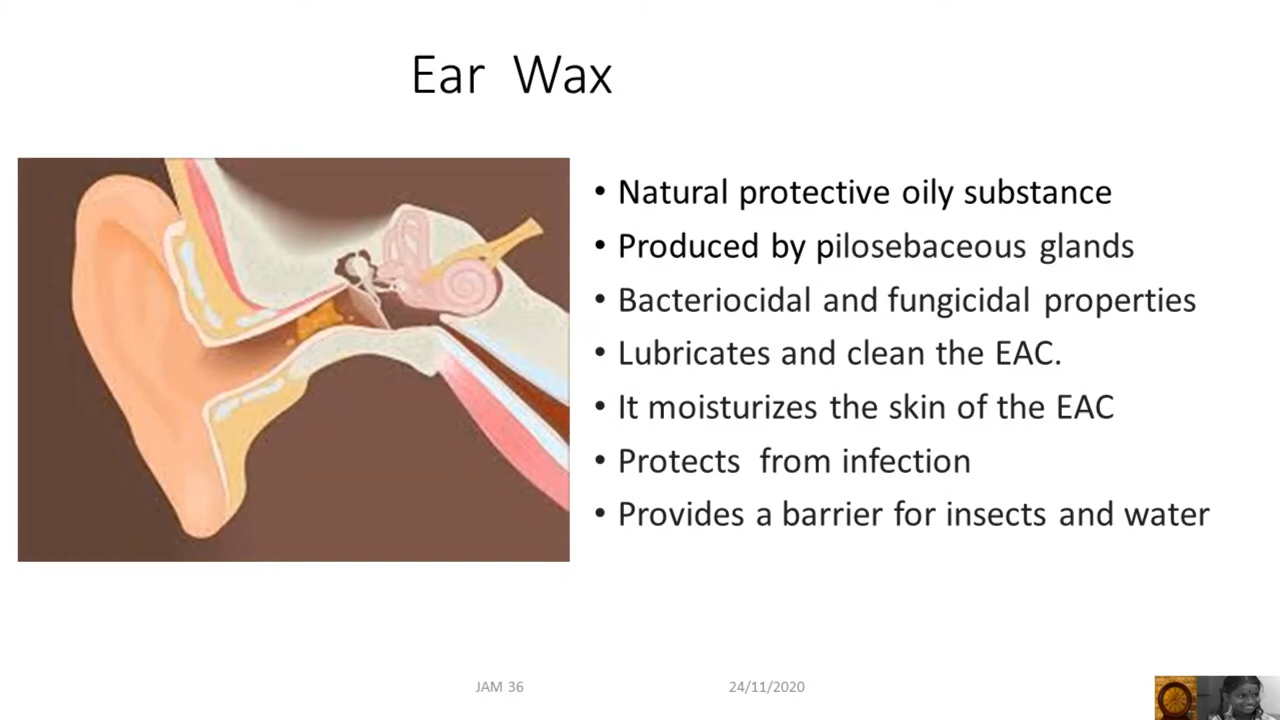 Ear Wax
• Natural protective oily substance
• Produced by pilosebaceous glands
• Bacteriocidal and fungicidal properties
• Lubricates and clean the EAC.
• It moisturizes the skin of the EAC
• Protects from infection
• Provides a barrier for insects and water
JAM 36
24/11/2020